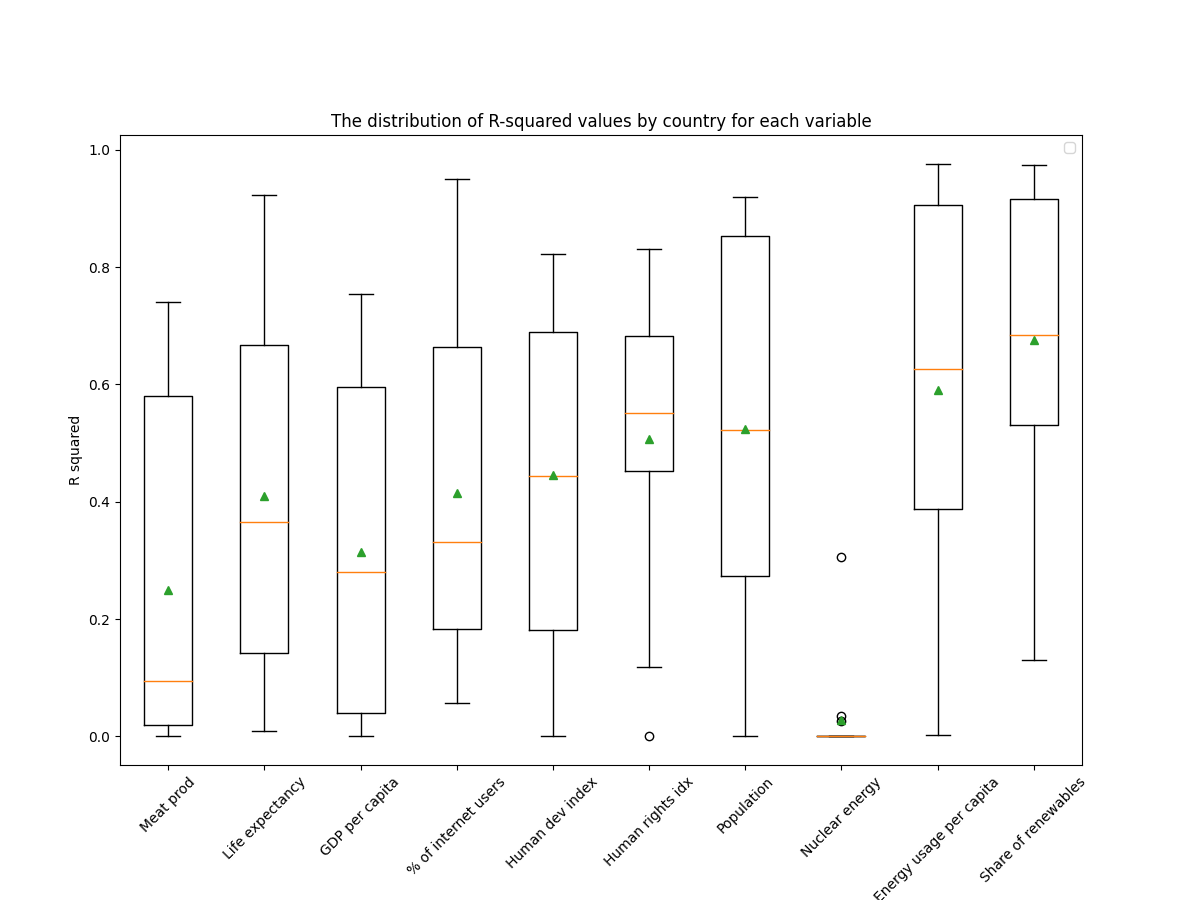 The distribution of R-squared values by country for each variable
1.0
0.8
0.6
0.4
0.2
0.0
R squared
Meat prod
Life expectancy
GDP per capita
% of internet users
Human dev index
Human rights idx
Population
Nuclear energy
Energy usage per capita
Share of renewables